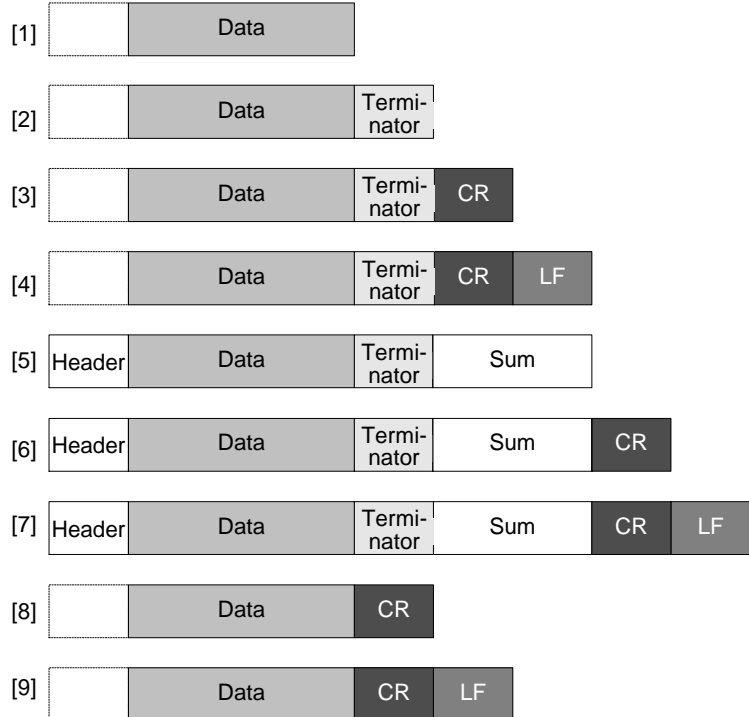 [1] Data
[2] Data Termi-
nator
[3] Data Termi-
nator CR
[4] Data Termi-
nator CR LF
[5] Header Data Termi-
nator Sum
[6] Header Data Termi-
nator Sum CR
[7] Header Data Termi-
nator Sum CR LF
[8] Data CR
[9] Data CR LF